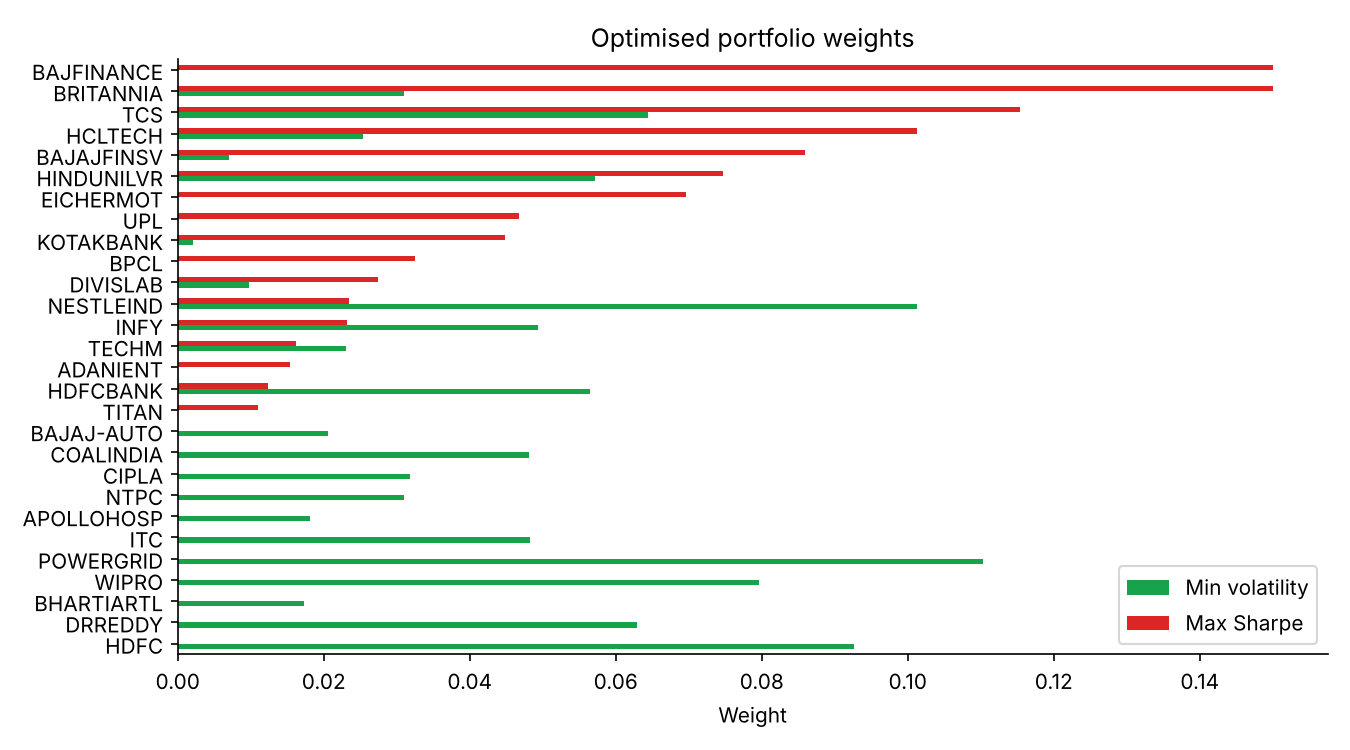 Optimised portfolio weights
BAJFINANCE
BRITANNIA
TCS
HCLTECH
BAJAJFINSV
HINDUNILVR
EICHERMOT
UPL
KOTAKBANK
BPCL
DIVISLAB
NESTLEIND
INFY
TECHM
ADANIENT
HDFCBANK
TITAN
BAJAJ-AUTO
COALINDIA
CIPLA
NTPC
APOLLOHOSP
ITC
POWERGRID
WIPRO
BHARTIARTL
DRREDDY
HDFC
Min volatility
Max Sharpe
0.00 0.02 0.04 0.06 0.08 0.10 0.12 0.14
Weight